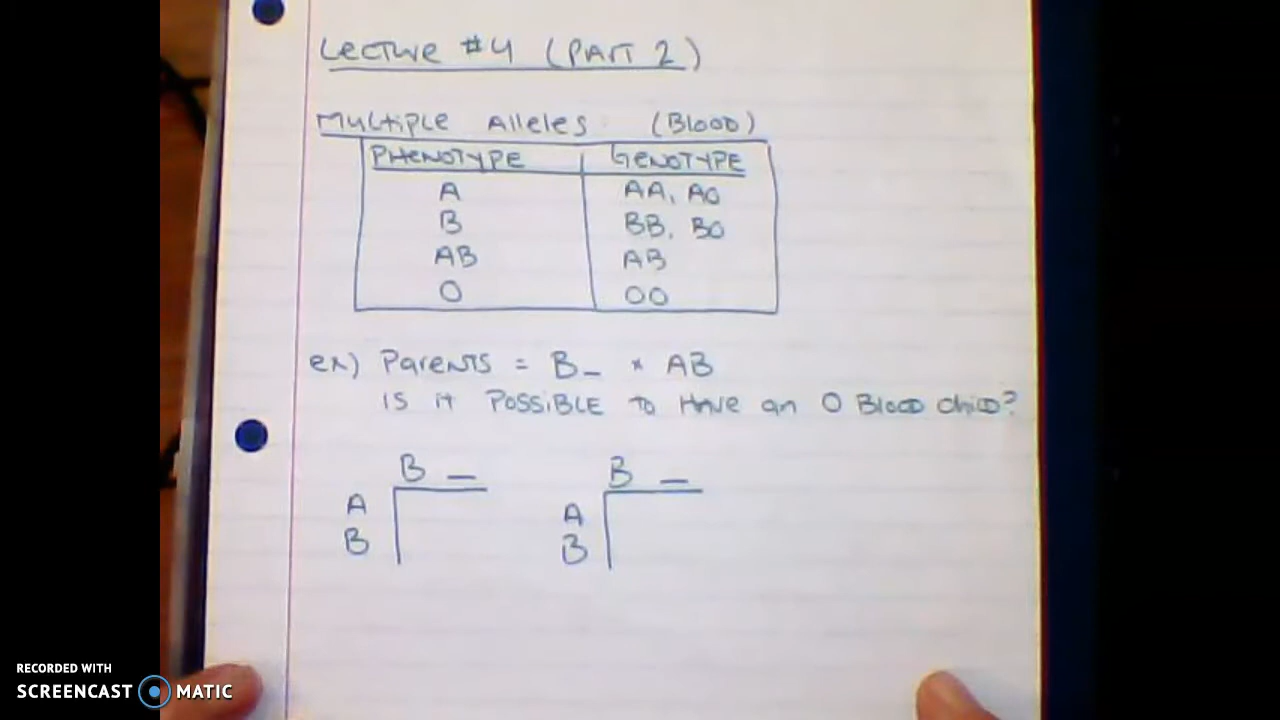 Lecture #4 (Part 2)
Multiple Alleles (Blood)
PHENOTYPE GENOTYPE
A AA, AO
B BB, BO
AB AB
O OO
ex) Parents = B_ × AB
Is it Possible to Have an O Blood child?
B _ B _
A A
B B
RECORDED WITH
SCREENCAST MATIC